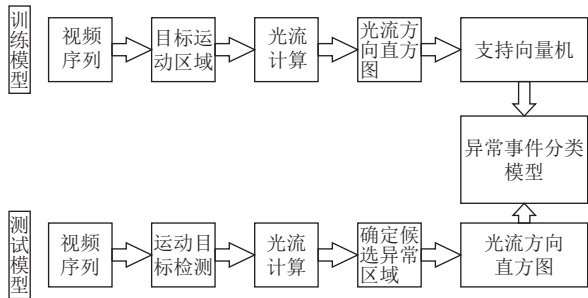 训练模型
视频
序列
目标运
动区域
光流
计算
光流方
向直方
图
支持向量机
异常事件分类
模型
测试模型
视频
序列
运动目
标检测
光流
计算
确定候
选异常
区域
光流方向
直方图